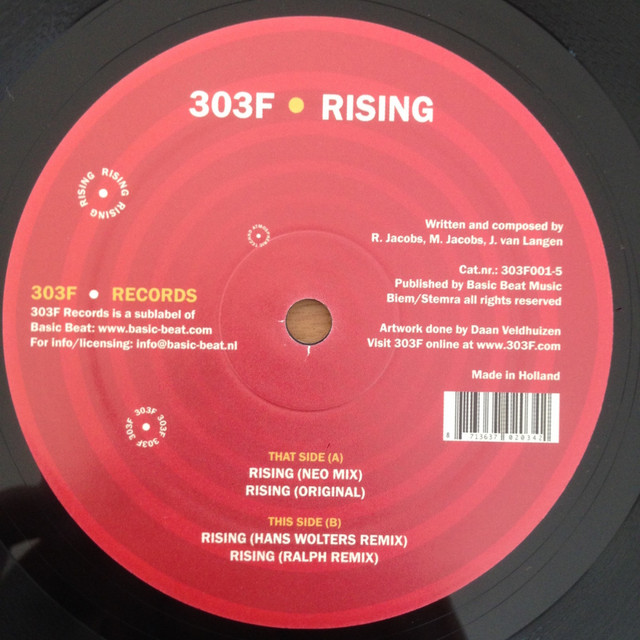 303F • RISING
RISING RISING RISING
Written and composed by
R. Jacobs, M. Jacobs, J. van Langen
Cat.nr.: 303F001-5
Published by Basic Beat Music
Biem/Stemra all rights reserved
303F • RECORDS
303F Records is a sublabel of
Basic Beat: www.basic-beat.com
For info/licensing: info@basic-beat.nl
Artwork done by Daan Veldhuizen
Visit 303F online at www.303F.com
Made in Holland
8 713637 020342
303F 303F 303F 303F
THAT SIDE (A)
RISING (NEO MIX)
RISING (ORIGINAL)
THIS SIDE (B)
RISING (HANS WOLTERS REMIX)
RISING (RALPH REMIX)